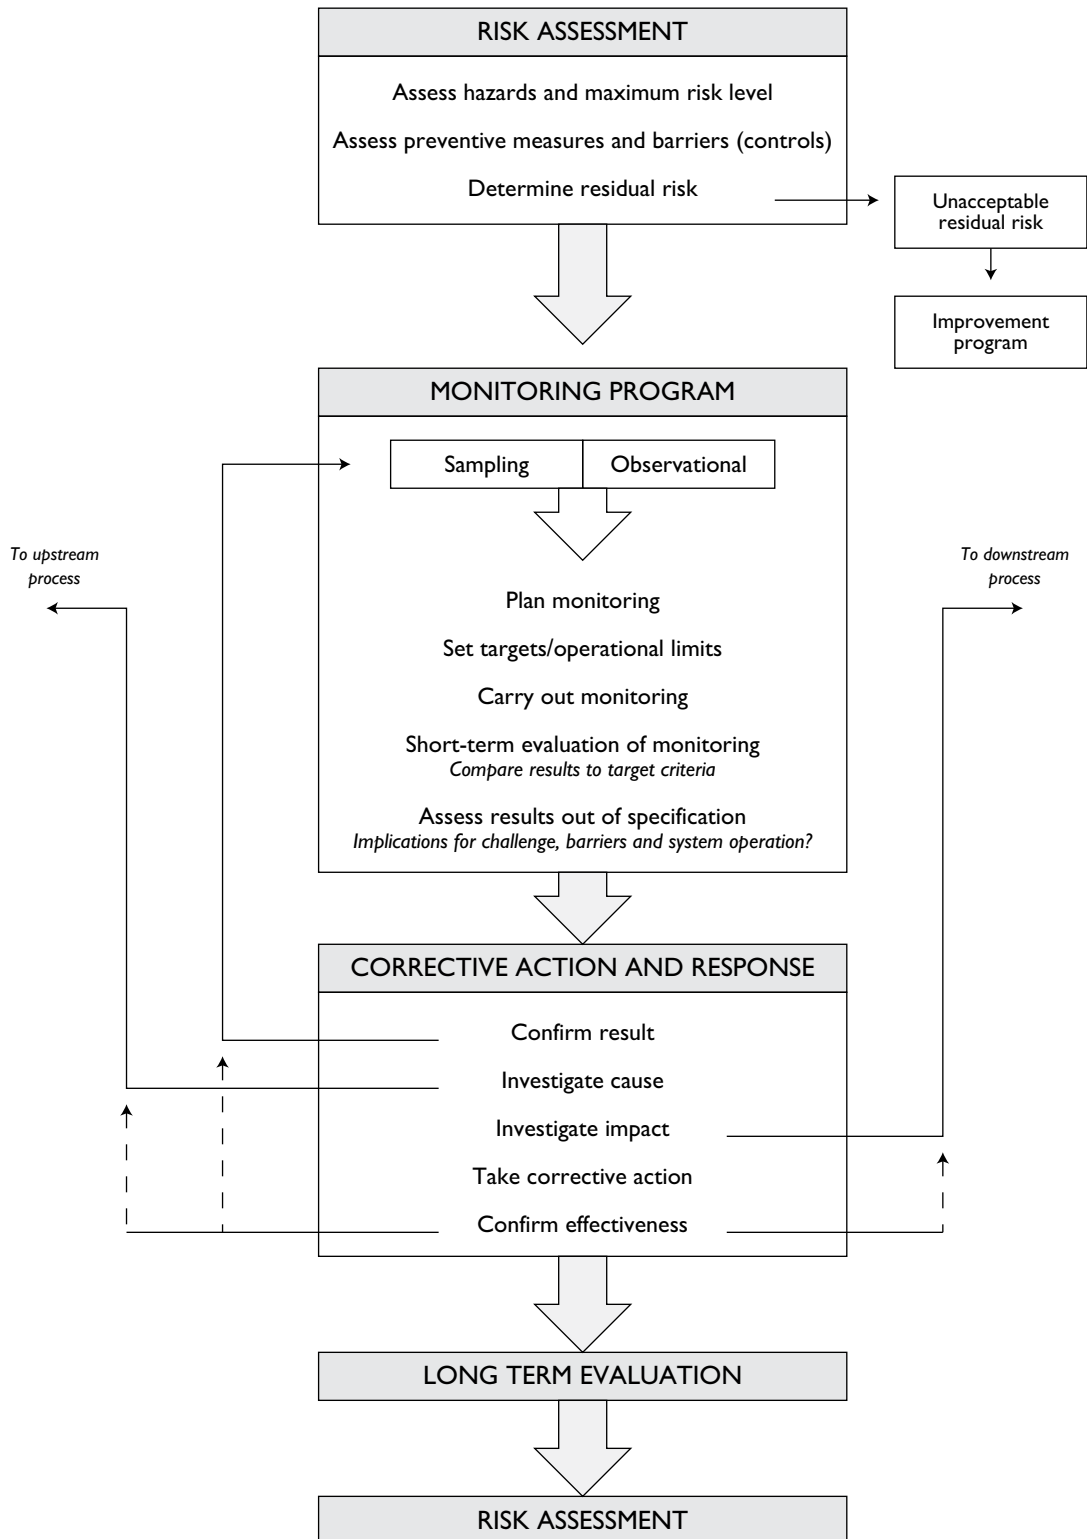 RISK ASSESSMENT
Assess hazards and maximum risk level
Assess preventive measures and barriers (controls)
Determine residual risk
Unacceptable
residual risk
Improvement
program
MONITORING PROGRAM
Sampling
Observational
To upstream
process
To downstream
process
Plan monitoring
Set targets/operational limits
Carry out monitoring
Short-term evaluation of monitoring
Compare results to target criteria
Assess results out of specification
Implications for challenge, barriers and system operation?
CORRECTIVE ACTION AND RESPONSE
Confirm result
Investigate cause
Investigate impact
Take corrective action
Confirm effectiveness
LONG TERM EVALUATION
RISK ASSESSMENT